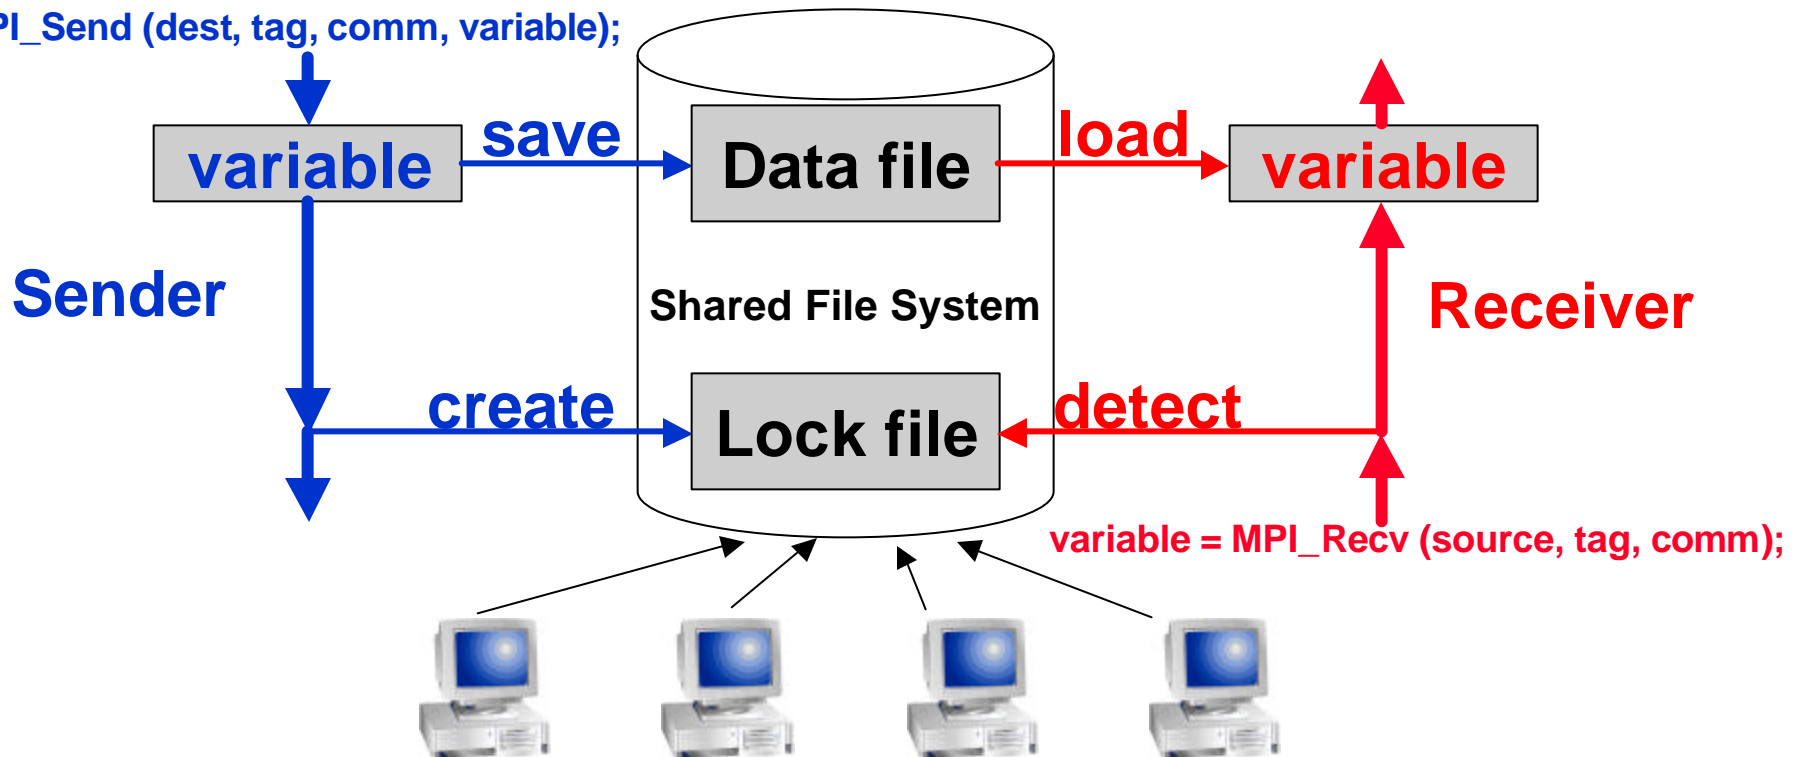 PI_Send (dest, tag, comm, variable);
save
load
variable
Data file
variable
Sender
Shared File System
Receiver
create
detect
Lock file
variable = MPI_Recv (source, tag, comm);